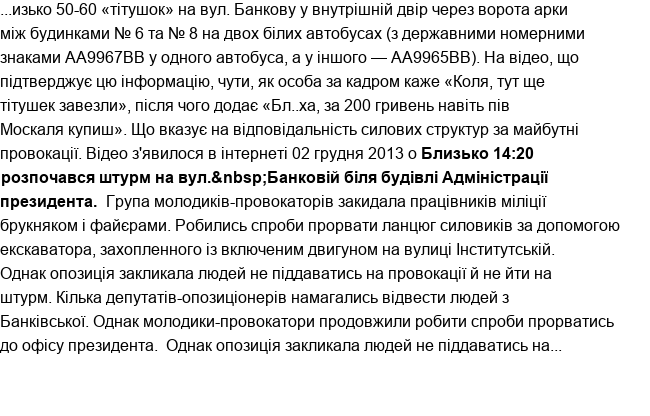 ...изько 50-60 «тітушок» на вул. Банкову у внутрішній двір через ворота арки
між будинками № 6 та № 8 на двох білих автобусах (з державними номерними
знаками АА9967ВВ у одного автобуса, а у іншого — АА9965ВВ). На відео, що
підтверджує цю інформацію, чути, як особа за кадром каже «Коля, тут ще
тітушек завезли», після чого додає «Бл..ха, за 200 гривень навіть пів
Москаля купиш». Що вказує на відповідальність силових структур за майбутні
провокації. Відео з'явилося в інтернеті 02 грудня 2013 о Близько 14:20
розпочався штурм на вул.&nbsp;Банковій біля будівлі Адміністрації
президента.  Група молодиків-провокаторів закидала працівників міліції
брукняком і файєрами. Робились спроби прорвати ланцюг силовиків за допомогою
екскаватора, захопленного із включеним двигуном на вулиці Інститутській.
Однак опозиція закликала людей не піддаватись на провокації й не йти на
штурм. Кілька депутатів-опозиціонерів намагались відвести людей з
Банківської. Однак молодики-провокатори продовжили робити спроби прорватись
до офісу президента.  Однак опозиція закликала людей не піддаватись на...